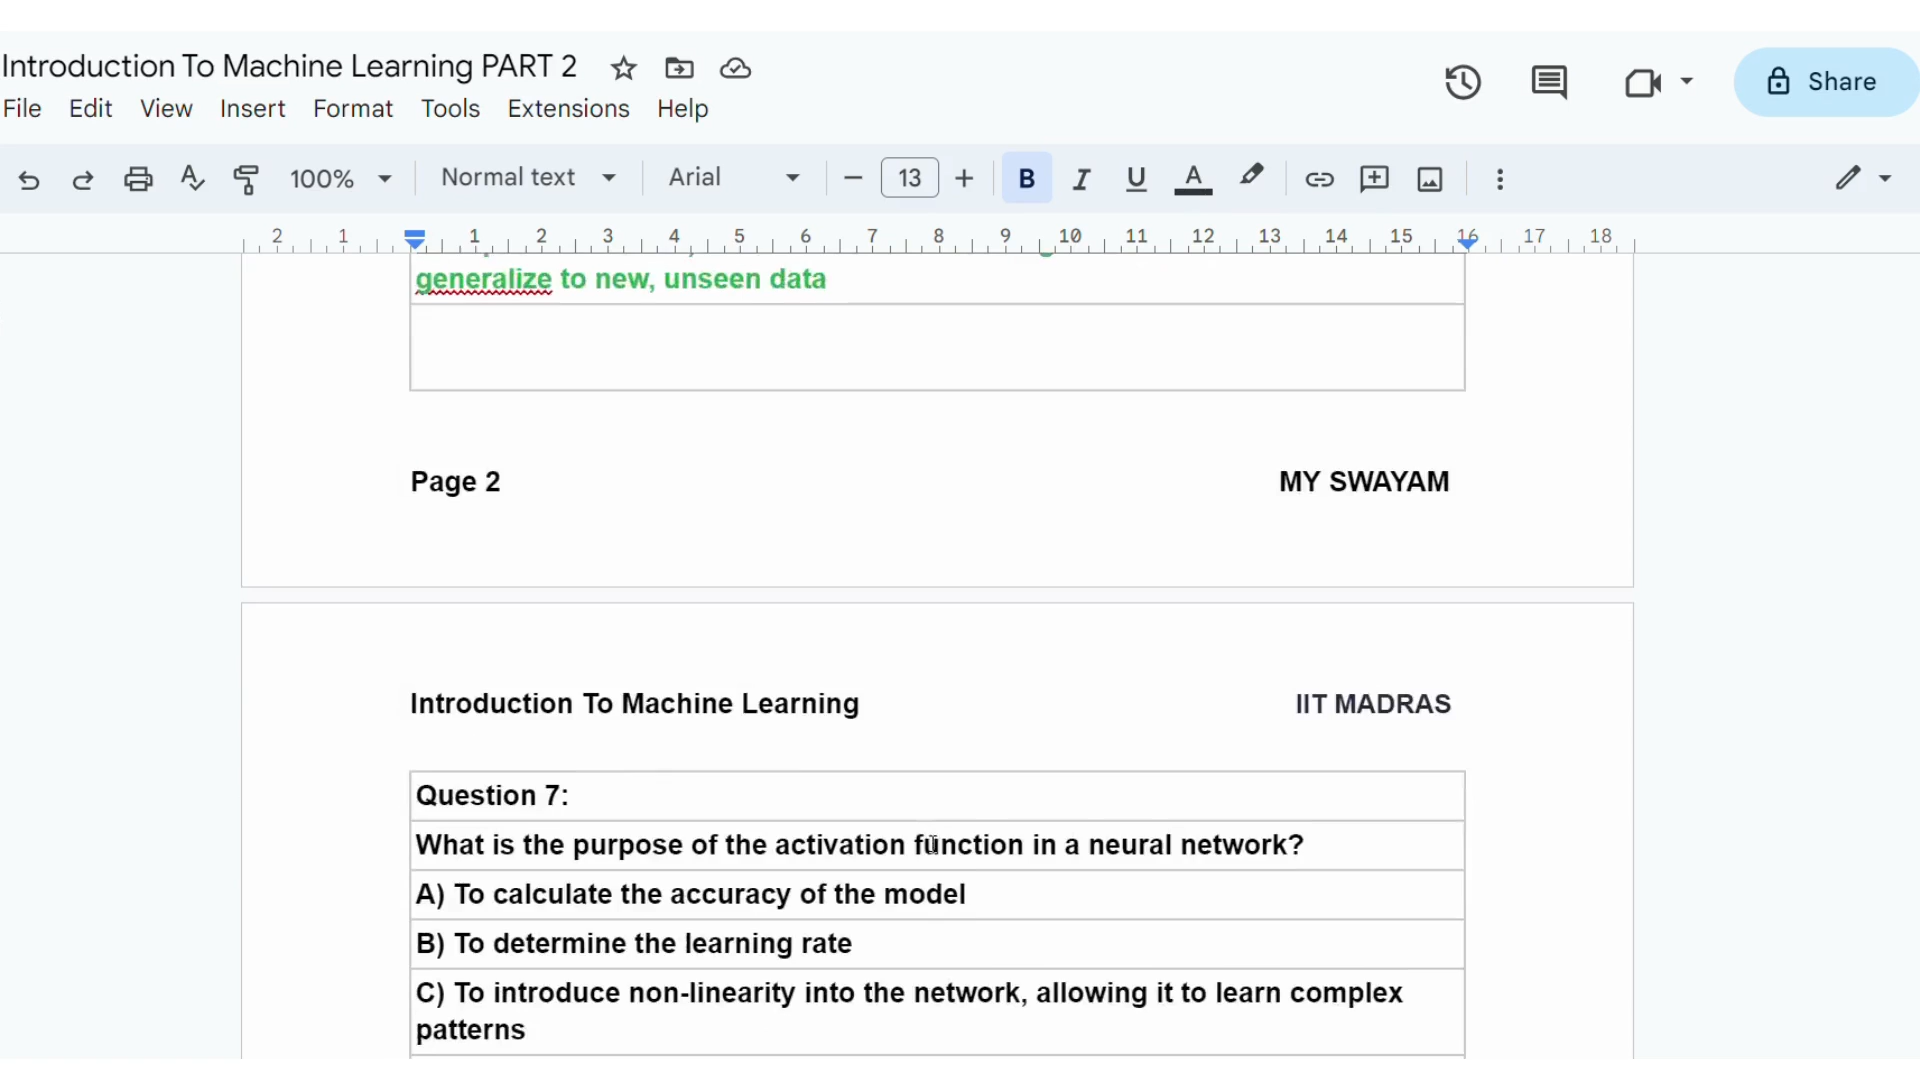 Introduction To Machine Learning PART 2
File Edit View Insert Format Tools Extensions Help
Share
100% Normal text Arial 13 B I U A
2 1 1 2 3 4 5 6 7 8 9 10 11 12 13 14 15 16 17 18
generalize to new, unseen data
Page 2 MY SWAYAM
Introduction To Machine Learning IIT MADRAS
Question 7:
What is the purpose of the activation function in a neural network?
A) To calculate the accuracy of the model
B) To determine the learning rate
C) To introduce non-linearity into the network, allowing it to learn complex
patterns